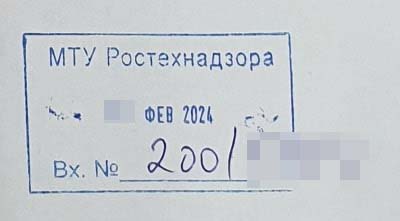 МТУ Ростехнадзора
ФЕВ 2024
Вх. № 200/